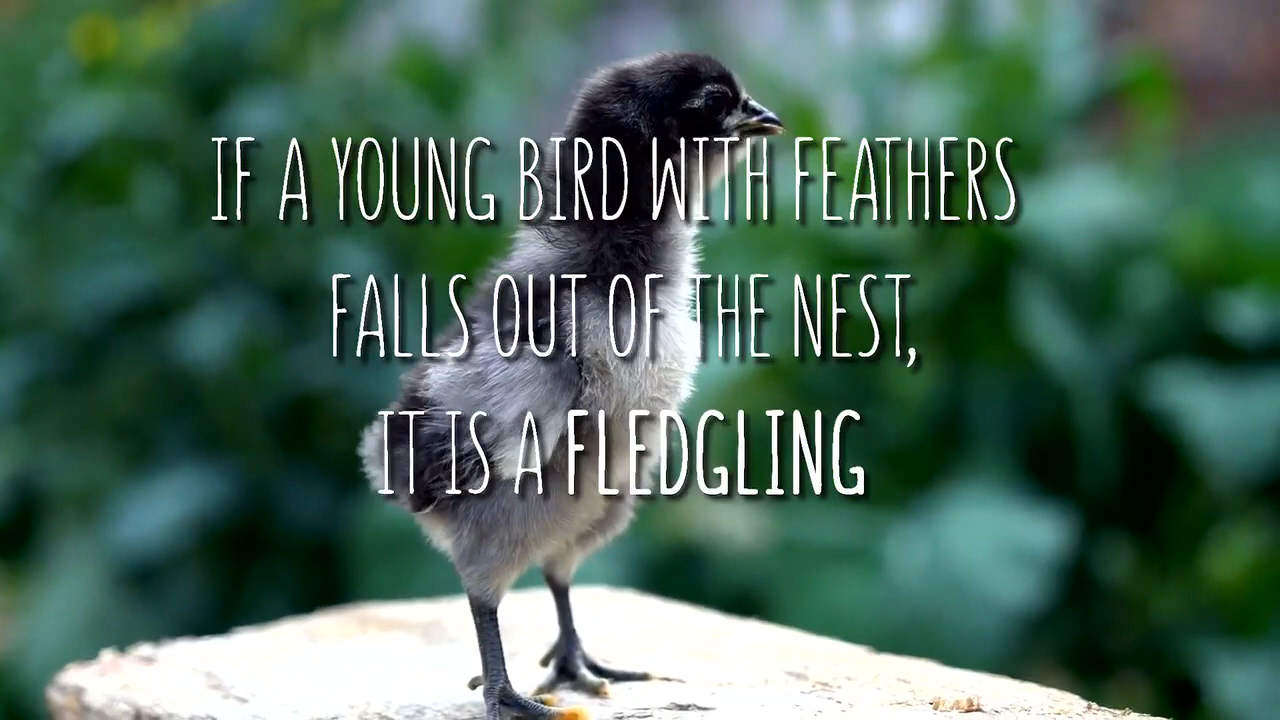 IF A YOUNG BIRD WITH FEATHERS
FALLS OUT OF THE NEST,
IT IS A FLEDGLING